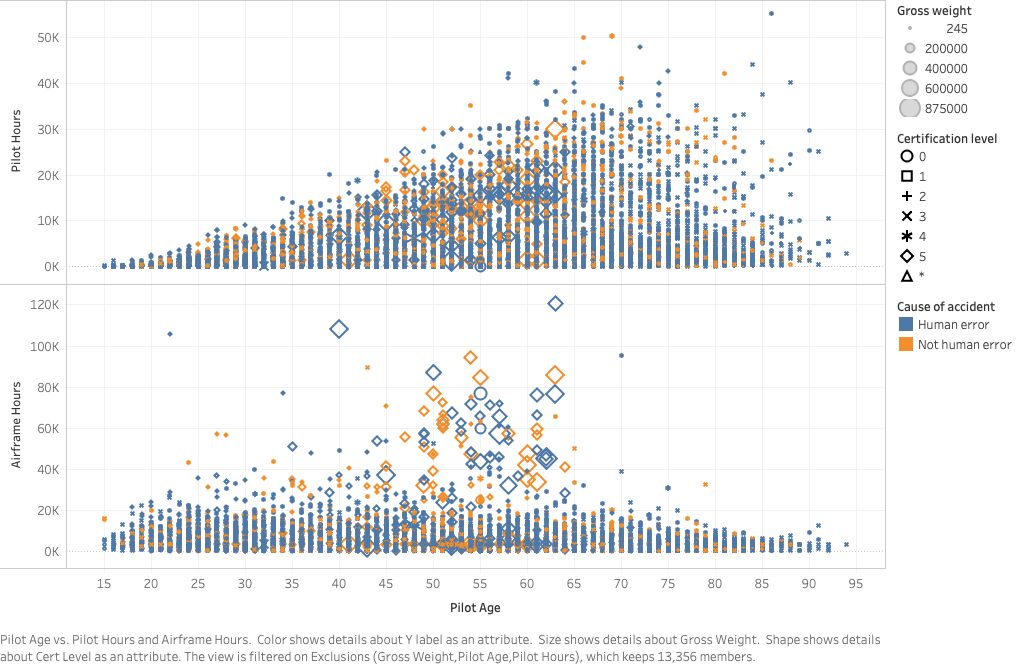 Pilot Hours
50K
40K
30K
20K
10K
0K
Airframe Hours
120K
100K
80K
60K
40K
20K
0K
15 20 25 30 35 40 45 50 55 60 65 70 75 80 85 90 95
Pilot Age
Gross weight
245
200000
400000
600000
875000
Certification level
0
1
2
3
4
5
*
Cause of accident
Human error
Not human error
Pilot Age vs. Pilot Hours and Airframe Hours. Color shows details about Y label as an attribute. Size shows details about Gross Weight. Shape shows details
about Cert Level as an attribute. The view is filtered on Exclusions (Gross Weight,Pilot Age,Pilot Hours), which keeps 13,356 members.